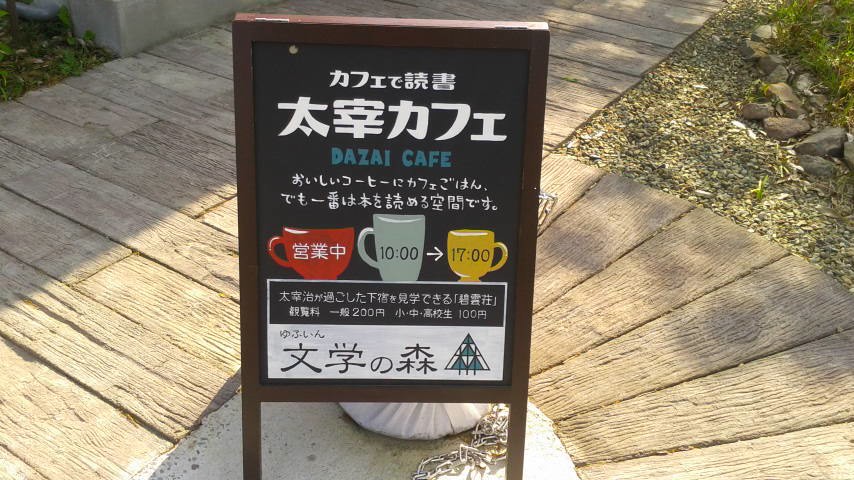 カフェで読書
太宰カフェ
DAZAI CAFE
おいしいコーヒーにカフェごはん、
でも一番は本を読める空間です。
営業中 10:00 → 17:00
太宰治が過ごした下宿を見学できる「碧雲荘」
観覧料 一般200円 小・中・高校生 100円
ゆふいん
文学の森